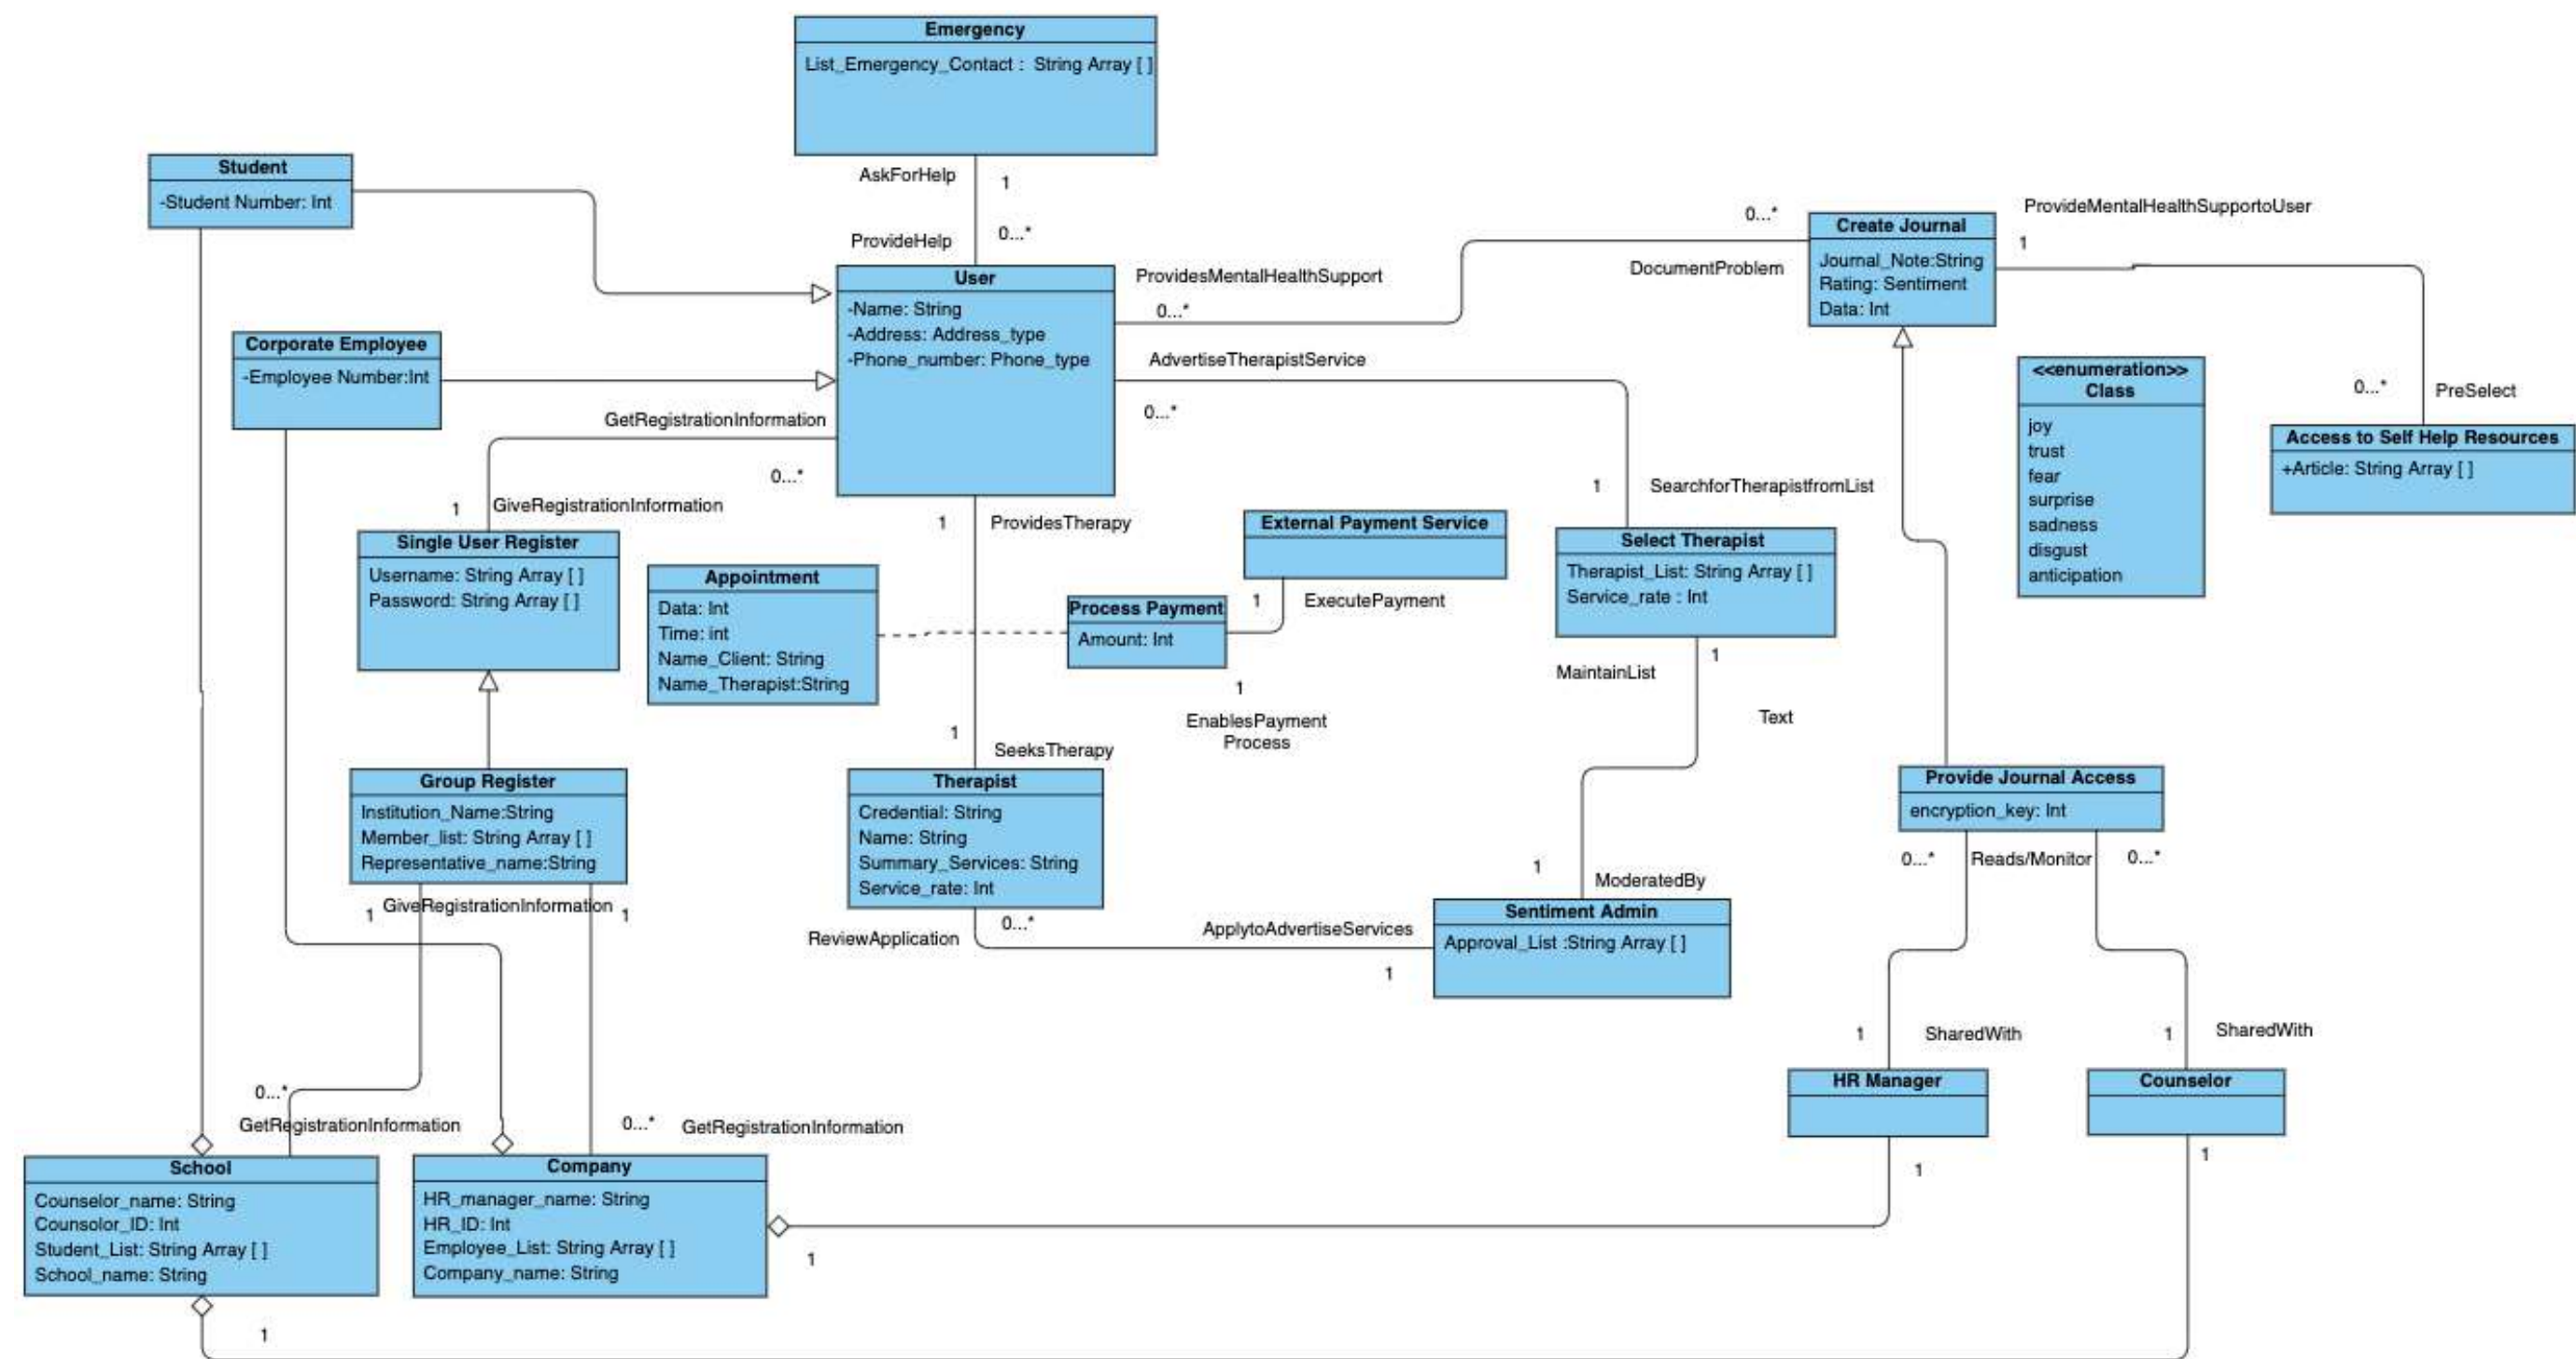 Emergency
List_Emergency_Contact : String Array [ ]
AskForHelp
1
0...*
ProvideHelp
Student
-Student Number: Int
Corporate Employee
-Employee Number:Int
User
-Name: String
-Address: Address_type
-Phone_number: Phone_type
ProvidesMentalHealthSupport
0...*
0...*
DocumentProblem
Create Journal
Journal_Note:String
Rating: Sentiment
Data: Int
ProvideMentalHealthSupportoUser
1
0...*
PreSelect
<<enumeration>>
Class
joy
trust
fear
surprise
sadness
disgust
anticipation
Access to Self Help Resources
+Article: String Array [ ]
AdvertiseTherapistService
0...*
1
SearchforTherapistfromList
GetRegistrationInformation
0...*
1
GiveRegistrationInformation
Single User Register
Username: String Array [ ]
Password: String Array [ ]
1
ProvidesTherapy
1
SeeksTherapy
Appointment
Data: Int
Time: int
Name_Client: String
Name_Therapist:String
External Payment Service
Process Payment
Amount: Int
1
ExecutePayment
1
EnablesPayment
Process
Select Therapist
Therapist_List: String Array [ ]
Service_rate : Int
1
MaintainList
Text
1
ModeratedBy
Group Register
Institution_Name:String
Member_list: String Array [ ]
Representative_name:String
Therapist
Credential: String
Name: String
Summary_Services: String
Service_rate: Int
Provide Journal Access
encryption_key: Int
0...*
Reads/Monitor
0...*
1
GiveRegistrationInformation
1
0...*
ReviewApplication
ApplytoAdvertiseServices
1
Sentiment Admin
Approval_List :String Array [ ]
1
SharedWith
1
SharedWith
HR Manager
Counselor
0...*
GetRegistrationInformation
0...*
GetRegistrationInformation
1
1
School
Counselor_name: String
Counsolor_ID: Int
Student_List: String Array [ ]
School_name: String
Company
HR_manager_name: String
HR_ID: Int
Employee_List: String Array [ ]
Company_name: String
1
1